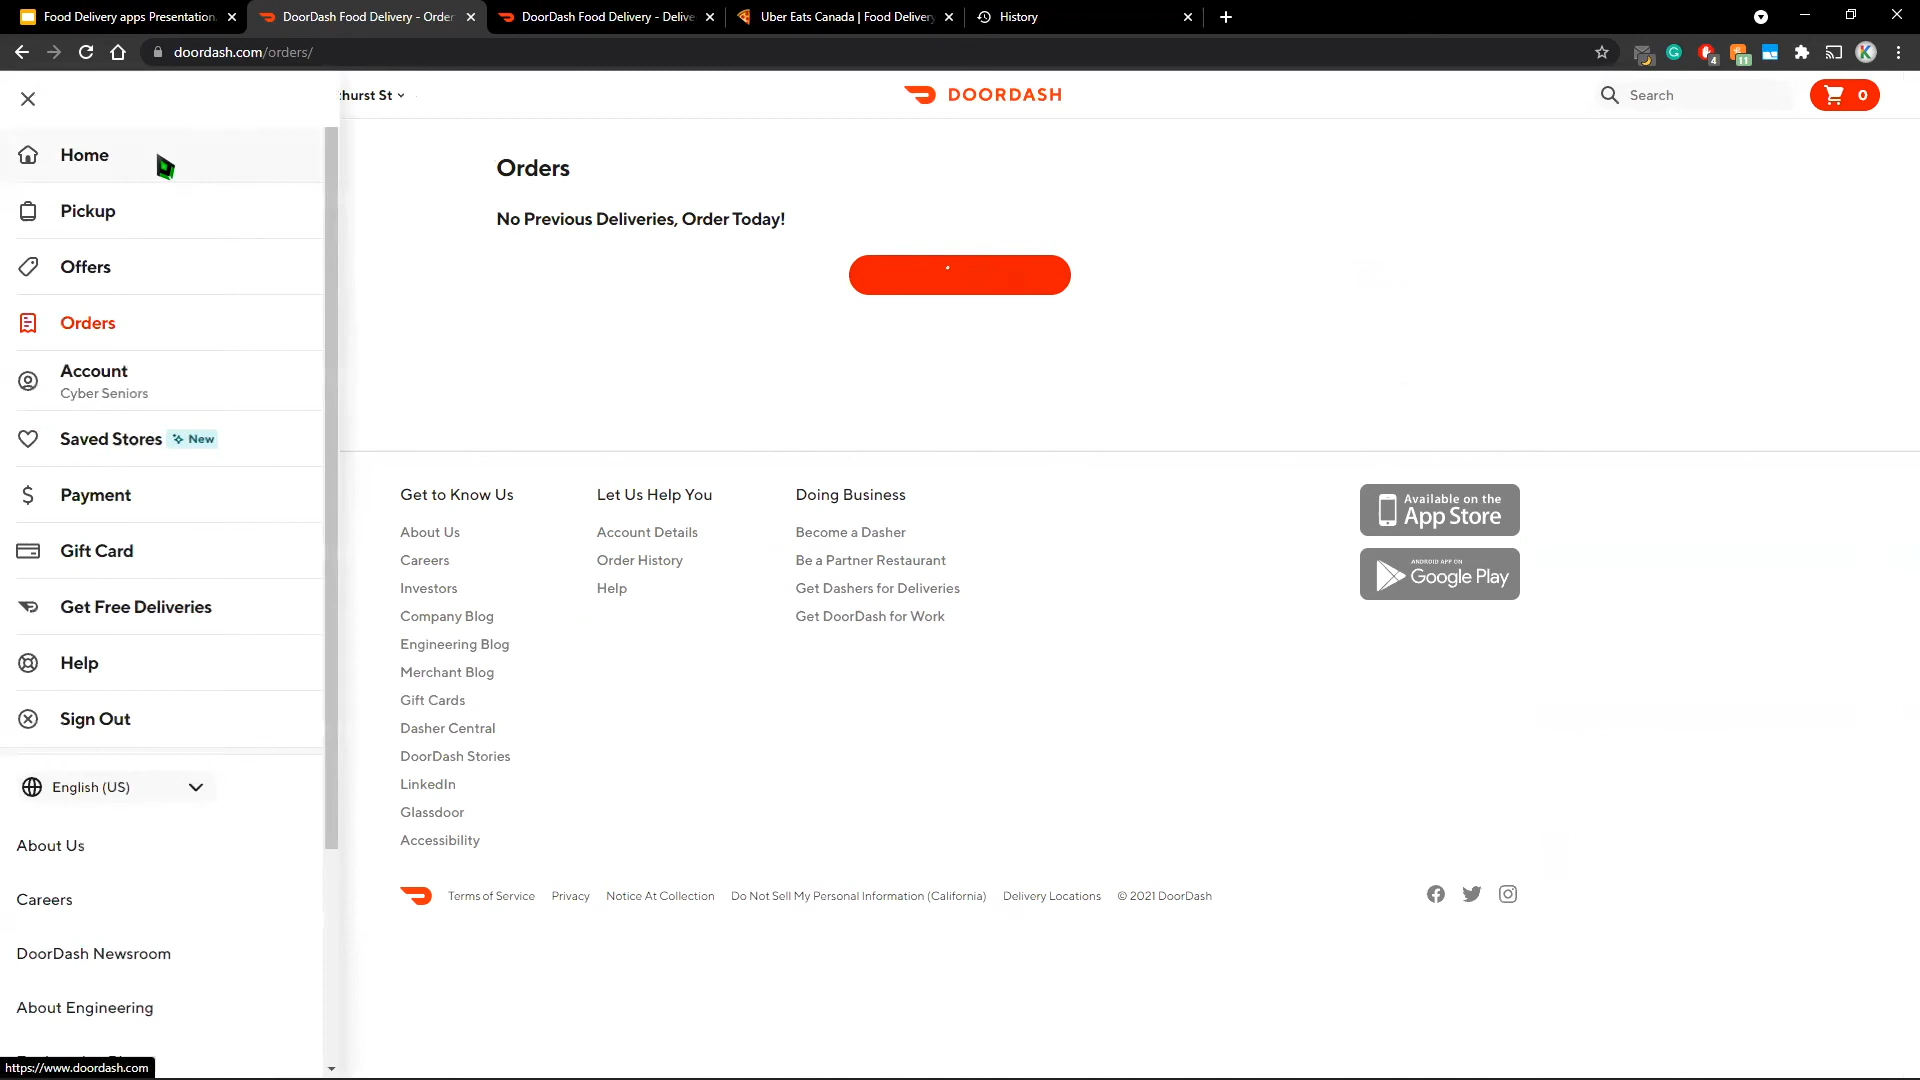 Food Delivery apps Presentation
DoorDash Food Delivery - Order
DoorDash Food Delivery - Delive
Uber Eats Canada | Food Delivery
History
doordash.com/orders/
4
11
K
thurst St
DOORDASH
Search
0
Home
Pickup
Offers
Orders
Account
Cyber Seniors
Saved Stores New
Payment
Gift Card
Get Free Deliveries
Help
Sign Out
English (US)
About Us
Careers
DoorDash Newsroom
About Engineering
https://www.doordash.com
Orders
No Previous Deliveries, Order Today!
Get to Know Us
About Us
Careers
Investors
Company Blog
Engineering Blog
Merchant Blog
Gift Cards
Dasher Central
DoorDash Stories
LinkedIn
Glassdoor
Accessibility
Let Us Help You
Account Details
Order History
Help
Doing Business
Become a Dasher
Be a Partner Restaurant
Get Dashers for Deliveries
Get DoorDash for Work
Available on the
App Store
ANDROID APP ON
Google Play
Terms of Service Privacy Notice At Collection Do Not Sell My Personal Information (California) Delivery Locations © 2021 DoorDash